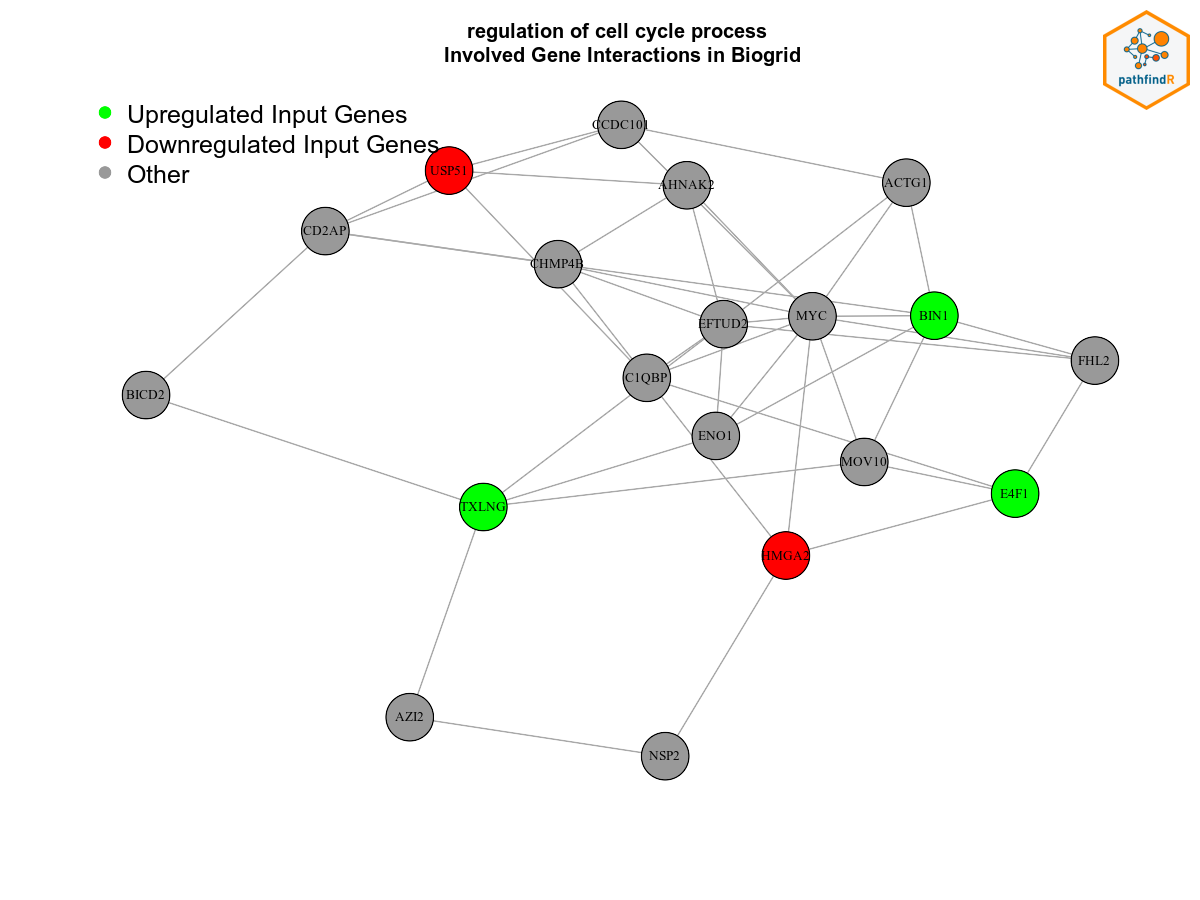 regulation of cell cycle process
Involved Gene Interactions in Biogrid
pathfindR
Upregulated Input Genes
Downregulated Input Genes
Other
CCDC101
USP51
AHNAK2
ACTG1
CD2AP
CHMP4B
EFTUD2
MYC
BIN1
FHL2
C1QBP
BICD2
ENO1
MOV10
E4F1
TXLNG
HMGA2
AZI2
NSP2